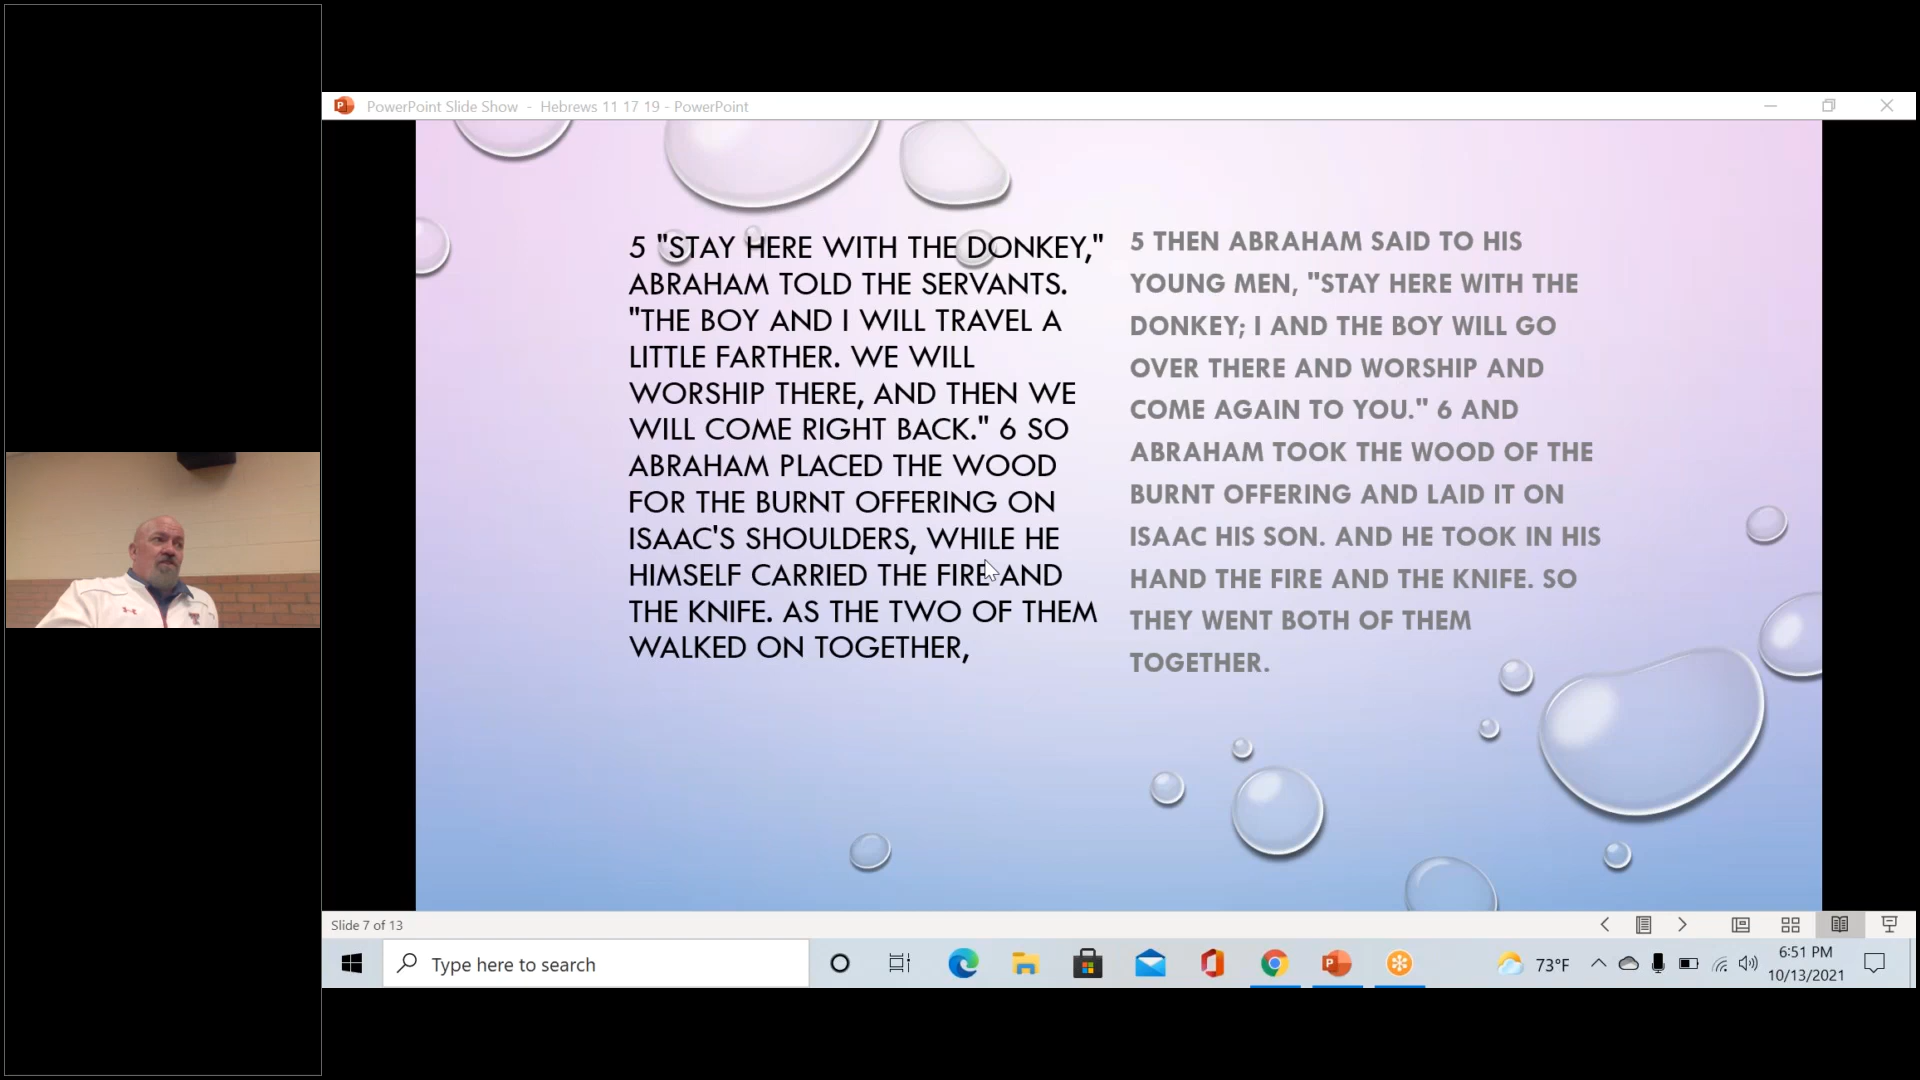 PowerPoint Slide Show - Hebrews 11 17 19 - PowerPoint
5 "STAY HERE WITH THE DONKEY,"
ABRAHAM TOLD THE SERVANTS.
"THE BOY AND I WILL TRAVEL A
LITTLE FARTHER. WE WILL
WORSHIP THERE, AND THEN WE
WILL COME RIGHT BACK." 6 SO
ABRAHAM PLACED THE WOOD
FOR THE BURNT OFFERING ON
ISAAC'S SHOULDERS, WHILE HE
HIMSELF CARRIED THE FIRE AND
THE KNIFE. AS THE TWO OF THEM
WALKED ON TOGETHER,
5 THEN ABRAHAM SAID TO HIS
YOUNG MEN, "STAY HERE WITH THE
DONKEY; I AND THE BOY WILL GO
OVER THERE AND WORSHIP AND
COME AGAIN TO YOU." 6 AND
ABRAHAM TOOK THE WOOD OF THE
BURNT OFFERING AND LAID IT ON
ISAAC HIS SON. AND HE TOOK IN HIS
HAND THE FIRE AND THE KNIFE. SO
THEY WENT BOTH OF THEM
TOGETHER.
Slide 7 of 13
Type here to search
73°F
6:51 PM
10/13/2021